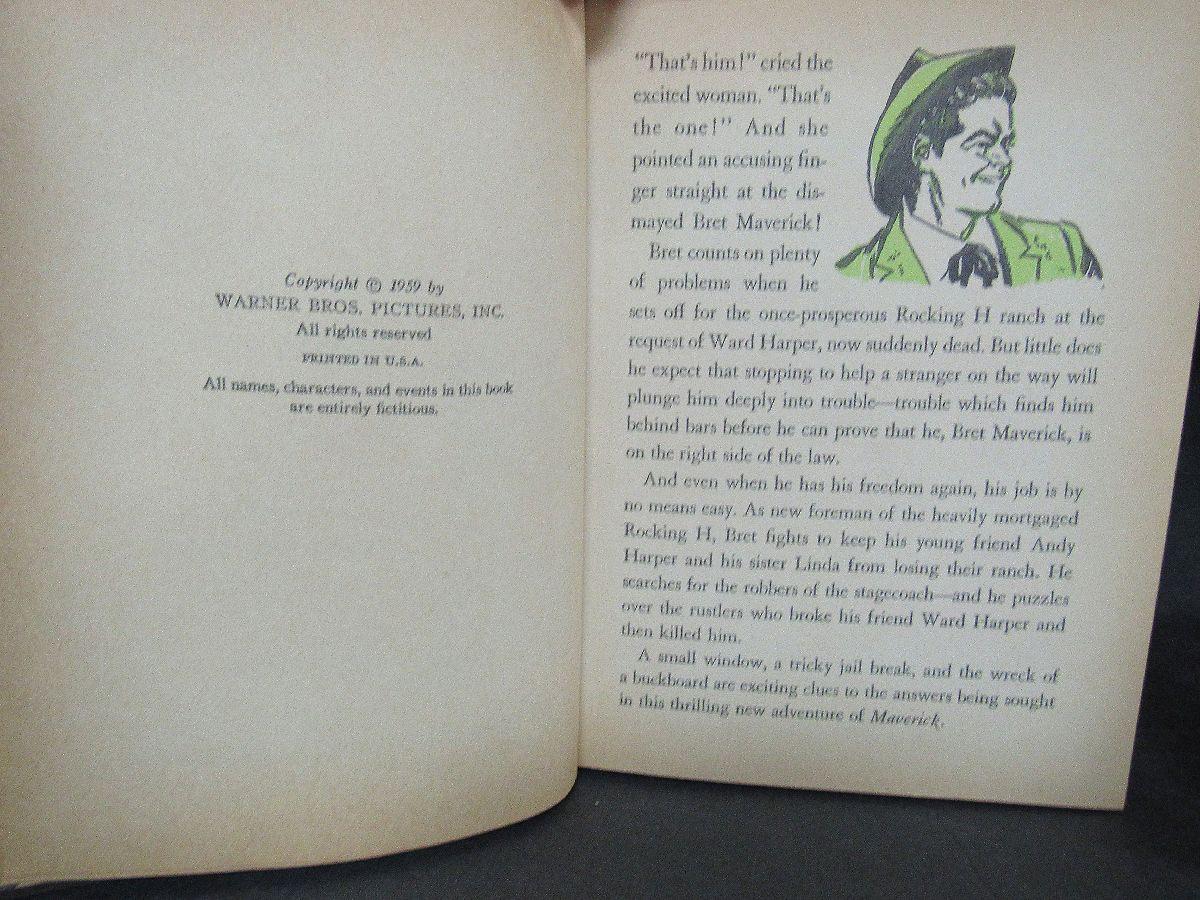 Copyright © 1959 by
WARNER BROS. PICTURES, INC.
All rights reserved
PRINTED IN U.S.A.
All names, characters, and events in this book
are entirely fictitious.
"That's him!" cried the
excited woman. "That's
the one!" And she
pointed an accusing fin-
ger straight at the dis-
mayed Bret Maverick!
Bret counts on plenty
of problems when he
sets off for the once-prosperous Rocking H ranch at the
request of Ward Harper, now suddenly dead. But little does
he expect that stopping to help a stranger on the way will
plunge him deeply into trouble—trouble which finds him
behind bars before he can prove that he, Bret Maverick, is
on the right side of the law.
And even when he has his freedom again, his job is by
no means easy. As new foreman of the heavily mortgaged
Rocking H, Bret fights to keep his young friend Andy
Harper and his sister Linda from losing their ranch. He
searches for the robbers of the stagecoach—and he puzzles
over the rustlers who broke his friend Ward Harper and
then killed him.
A small window, a tricky jail break, and the wreck of
a buckboard are exciting clues to the answers being sought
in this thrilling new adventure of Maverick.